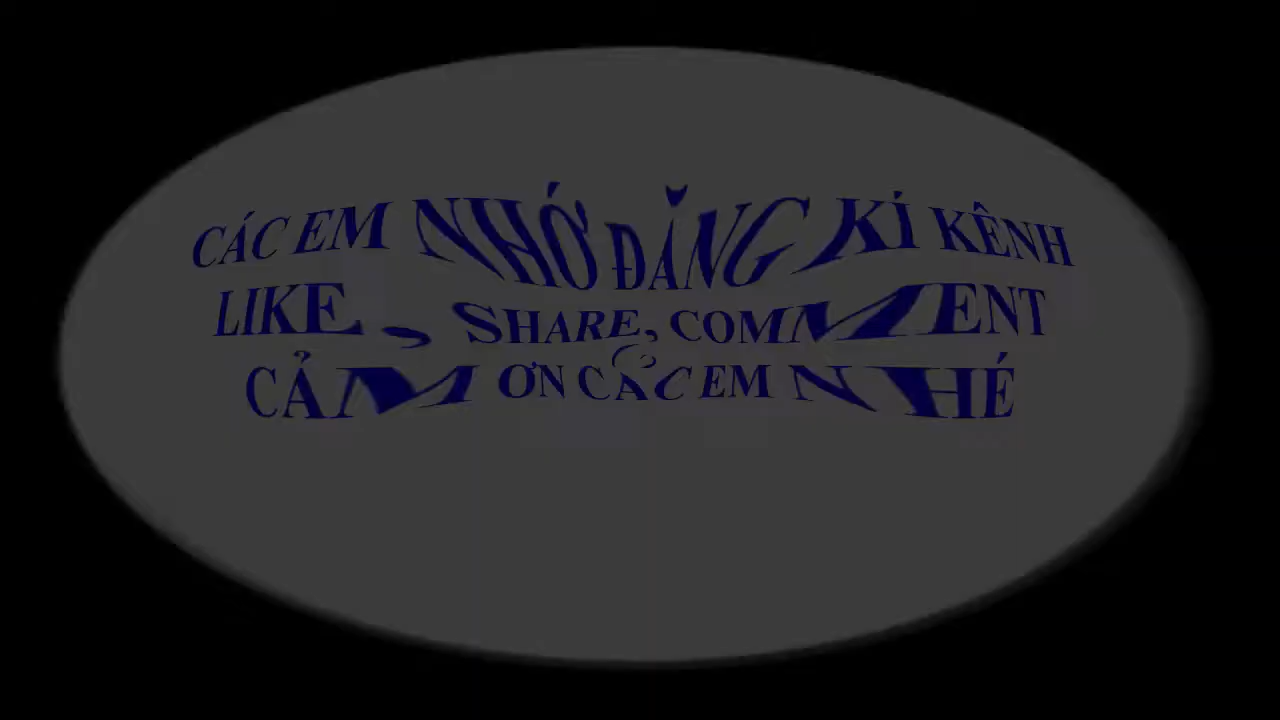 CÁC EM NHỚ ĐĂNG KÍ KÊNH
LIKE, SHARE, COMMENT
CẢM ƠN CÁC EM NHÉ